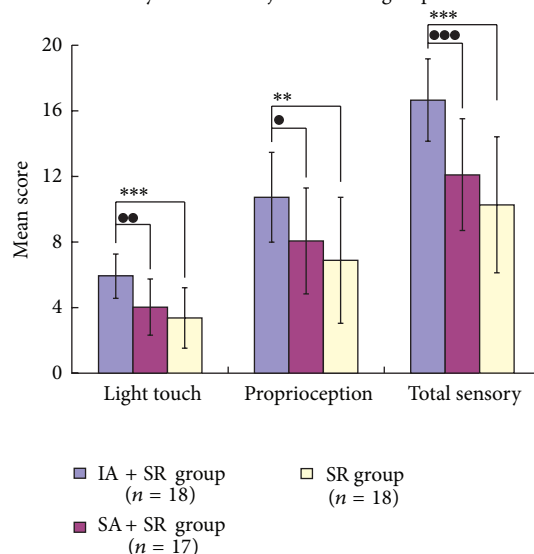 20
16
12
8
4
0
Mean score
***
●●
**
●
***
●●●
Light touch
Proprioception
Total sensory
IA + SR group
(n = 18)
SA + SR group
(n = 17)
SR group
(n = 18)